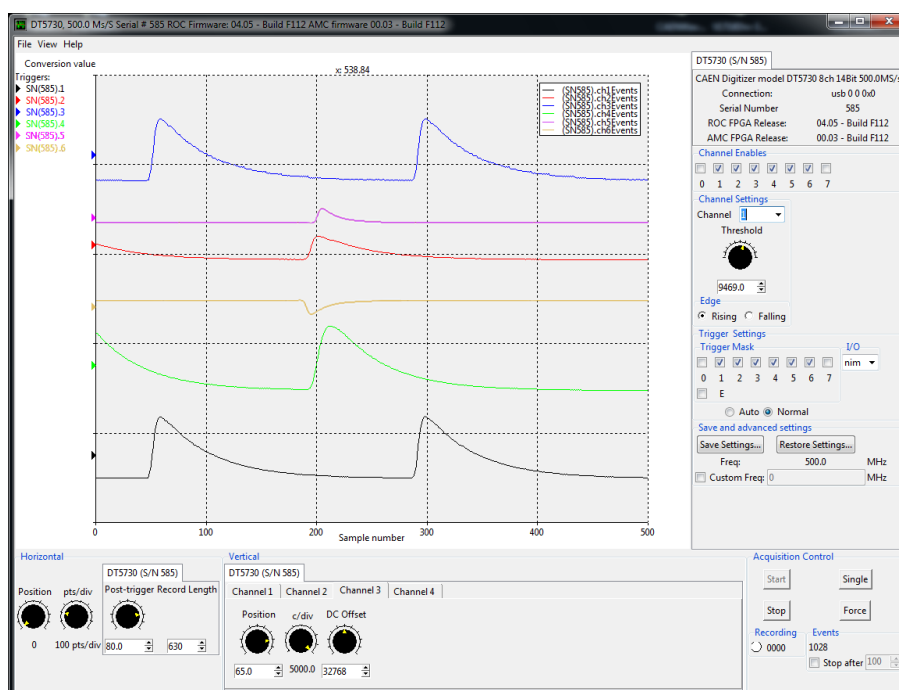 DT5730, 500.0 Ms/S Serial # 585 ROC Firmware: 04.05 - Build F112 AMC firmware 00.03 - Build F112
File View Help
Conversion value
x: 538.84
Triggers:
SN(585).1
SN(585).2
SN(585).3
SN(585).4
SN(585).5
SN(585).6
(SN585).ch1Events
(SN585).ch2Events
(SN585).ch3Events
(SN585).ch4Events
(SN585).ch5Events
(SN585).ch6Events
0 100 200 300 400 500
Sample number
DT5730 (S/N 585)
CAEN Digitizer model DT5730 8ch 14Bit 500.0MS/s
Connection: usb 0 0 0x0
Serial Number 585
ROC FPGA Release: 04.05 - Build F112
AMC FPGA Release: 00.03 - Build F112
Channel Enables
0 1 2 3 4 5 6 7
Channel Settings
Channel
Threshold
9469.0
Edge
Rising Falling
Trigger Settings
Trigger Mask I/O
nim
0 1 2 3 4 5 6 7
E
Auto Normal
Save and advanced settings
Save Settings... Restore Settings...
Freq: 500.0 MHz
Custom Freq: 0 MHz
Horizontal
DT5730 (S/N 585)
Position pts/div Post-trigger Record Length
0 100 pts/div 80.0 630
Vertical
DT5730 (S/N 585)
Channel 1 Channel 2 Channel 3 Channel 4
Position c/div DC Offset
65.0 5000.0 32768
Acquisition Control
Start Single
Stop Force
Recording Events
0000 1028
Stop after 100